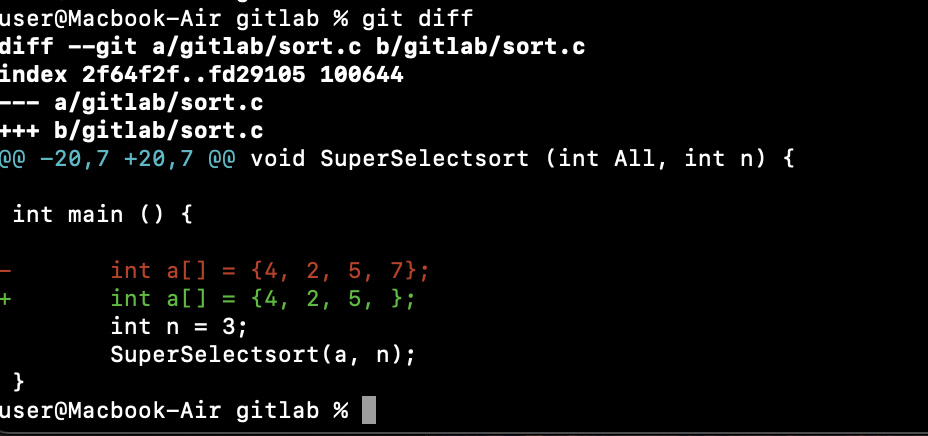 user@Macbook-Air gitlab % git diff
diff --git a/gitlab/sort.c b/gitlab/sort.c
index 2f64f2f..fd29105 100644
--- a/gitlab/sort.c
+++ b/gitlab/sort.c
@@ -20,7 +20,7 @@ void SuperSelectsort (int All, int n) {
 int main () {
-       int a[] = {4, 2, 5, 7};
+       int a[] = {4, 2, 5, };
        int n = 3;
        SuperSelectsort(a, n);
 }
user@Macbook-Air gitlab %